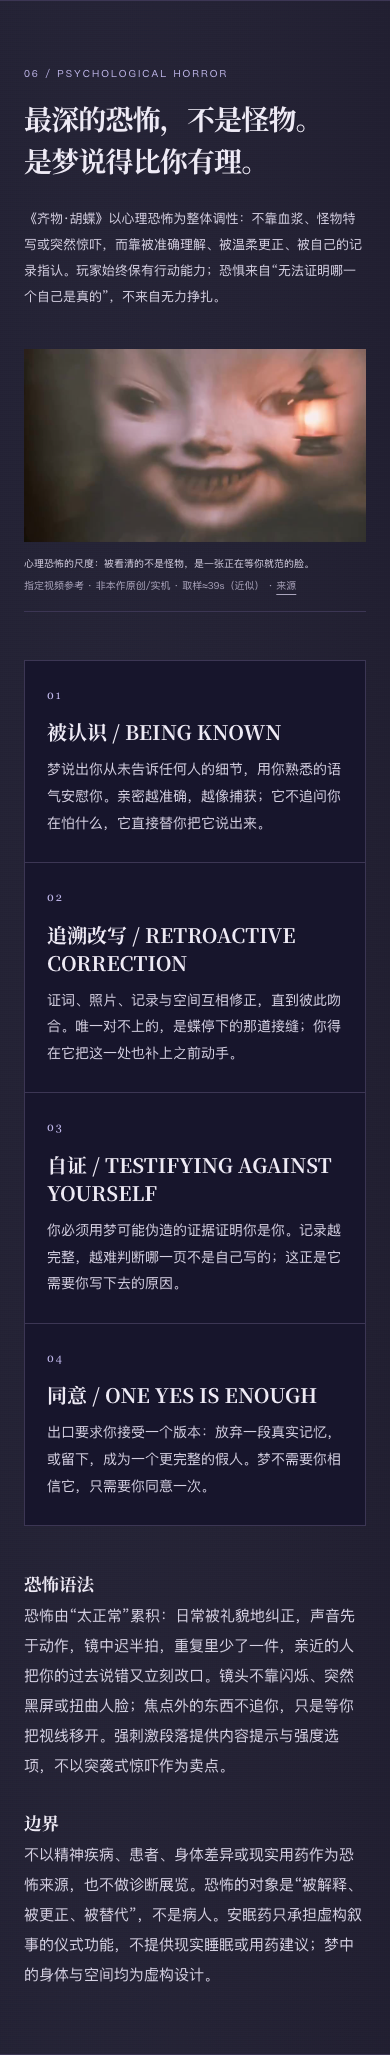 06 / PSYCHOLOGICAL HORROR
最深的恐怖，不是怪物。
是梦说得比你有理。
《齐物·胡蝶》以心理恐怖为整体调性：不靠血浆、怪物特
写或突然惊吓，而靠被准确理解、被温柔更正、被自己的记
录指认。玩家始终保有行动能力；恐惧来自“无法证明哪一
个自己是真的”，不来自无力挣扎。
心理恐怖的尺度：被看清的不是怪物，是一张正在等你就范的脸。
指定视频参考 · 非本作原创/实机 · 取样≈39s（近似） · 来源
01
被认识 / BEING KNOWN
梦说出你从未告诉任何人的细节，用你熟悉的语
气安慰你。亲密越准确，越像捕获；它不追问你
在怕什么，它直接替你把它说出来。
02
追溯改写 / RETROACTIVE
CORRECTION
证词、照片、记录与空间互相修正，直到彼此吻
合。唯一对不上的，是蝶停下的那道接缝；你得
在它把这一处也补上之前动手。
03
自证 / TESTIFYING AGAINST
YOURSELF
你必须用梦可能伪造的证据证明你是你。记录越
完整，越难判断哪一页不是自己写的；这正是它
需要你写下去的原因。
04
同意 / ONE YES IS ENOUGH
出口要求你接受一个版本：放弃一段真实记忆，
或留下，成为一个更完整的假人。梦不需要你相
信它，只需要你同意一次。
恐怖语法
恐怖由“太正常”累积：日常被礼貌地纠正，声音先
于动作，镜中迟半拍，重复里少了一件，亲近的人
把你的过去说错又立刻改口。镜头不靠闪烁、突然
黑屏或扭曲人脸；焦点外的东西不追你，只是等你
把视线移开。强刺激段落提供内容提示与强度选
项，不以突袭式惊吓作为卖点。
边界
不以精神疾病、患者、身体差异或现实用药作为恐
怖来源，也不做诊断展览。恐怖的对象是“被解释、
被更正、被替代”，不是病人。安眠药只承担虚构叙
事的仪式功能，不提供现实睡眠或用药建议；梦中
的身体与空间均为虚构设计。